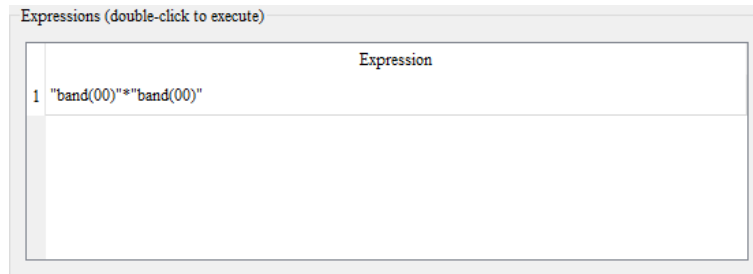 Expressions (double-click to execute)
Expression
1 "band(00)"*"band(00)"